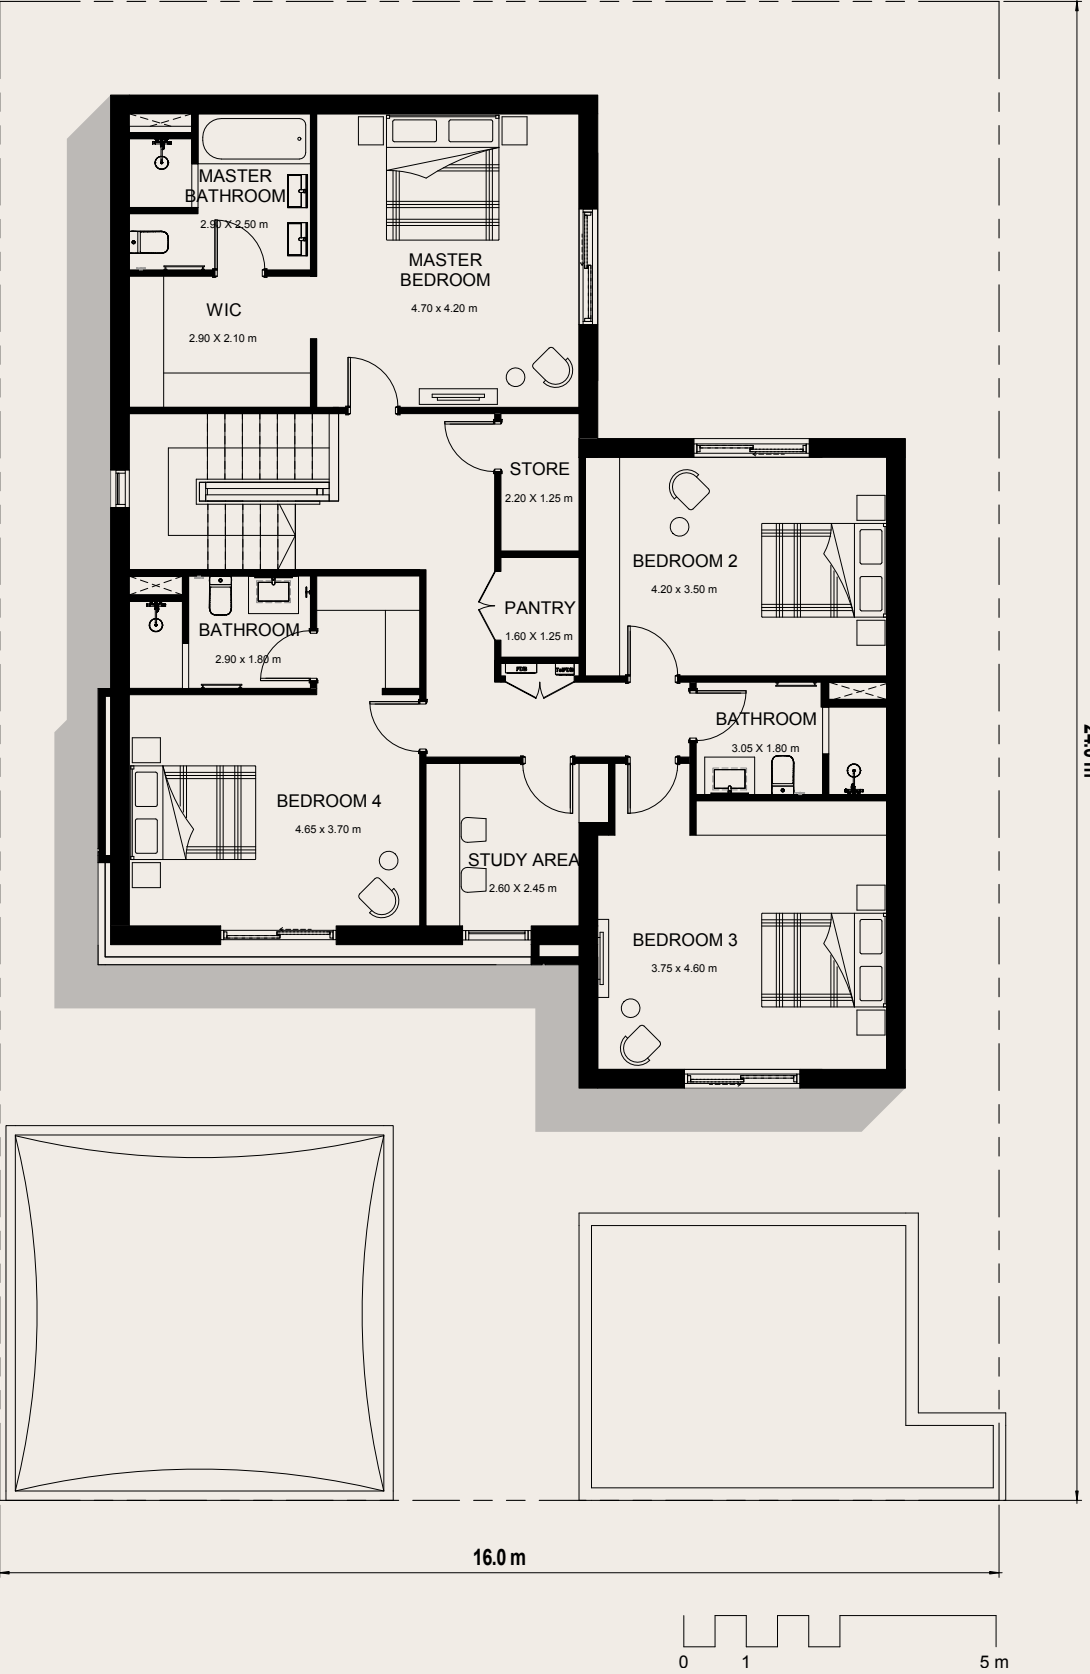 MASTER
BATHROOM
2.90 X 2.50 m
MASTER
BEDROOM
4.70 x 4.20 m
WIC
2.90 X 2.10 m
STORE
2.20 X 1.25 m
BEDROOM 2
4.20 x 3.50 m
PANTRY
1.60 X 1.25 m
BATHROOM
2.90 x 1.80 m
BATHROOM
3.05 X 1.80 m
BEDROOM 4
4.65 x 3.70 m
STUDY AREA
2.60 X 2.45 m
BEDROOM 3
3.75 x 4.60 m
16.0 m
0 1 5 m